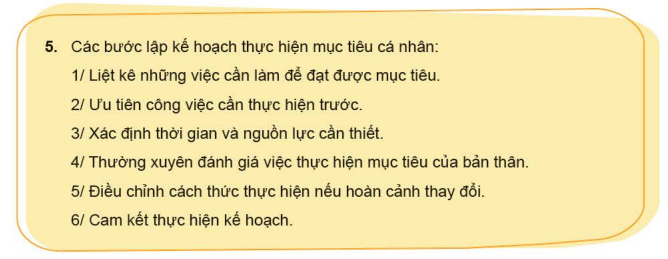 5. Các bước lập kế hoạch thực hiện mục tiêu cá nhân:
1/ Liệt kê những việc cần làm để đạt được mục tiêu.
2/ Ưu tiên công việc cần thực hiện trước.
3/ Xác định thời gian và nguồn lực cần thiết.
4/ Thường xuyên đánh giá việc thực hiện mục tiêu của bản thân.
5/ Điều chỉnh cách thức thực hiện nếu hoàn cảnh thay đổi.
6/ Cam kết thực hiện kế hoạch.